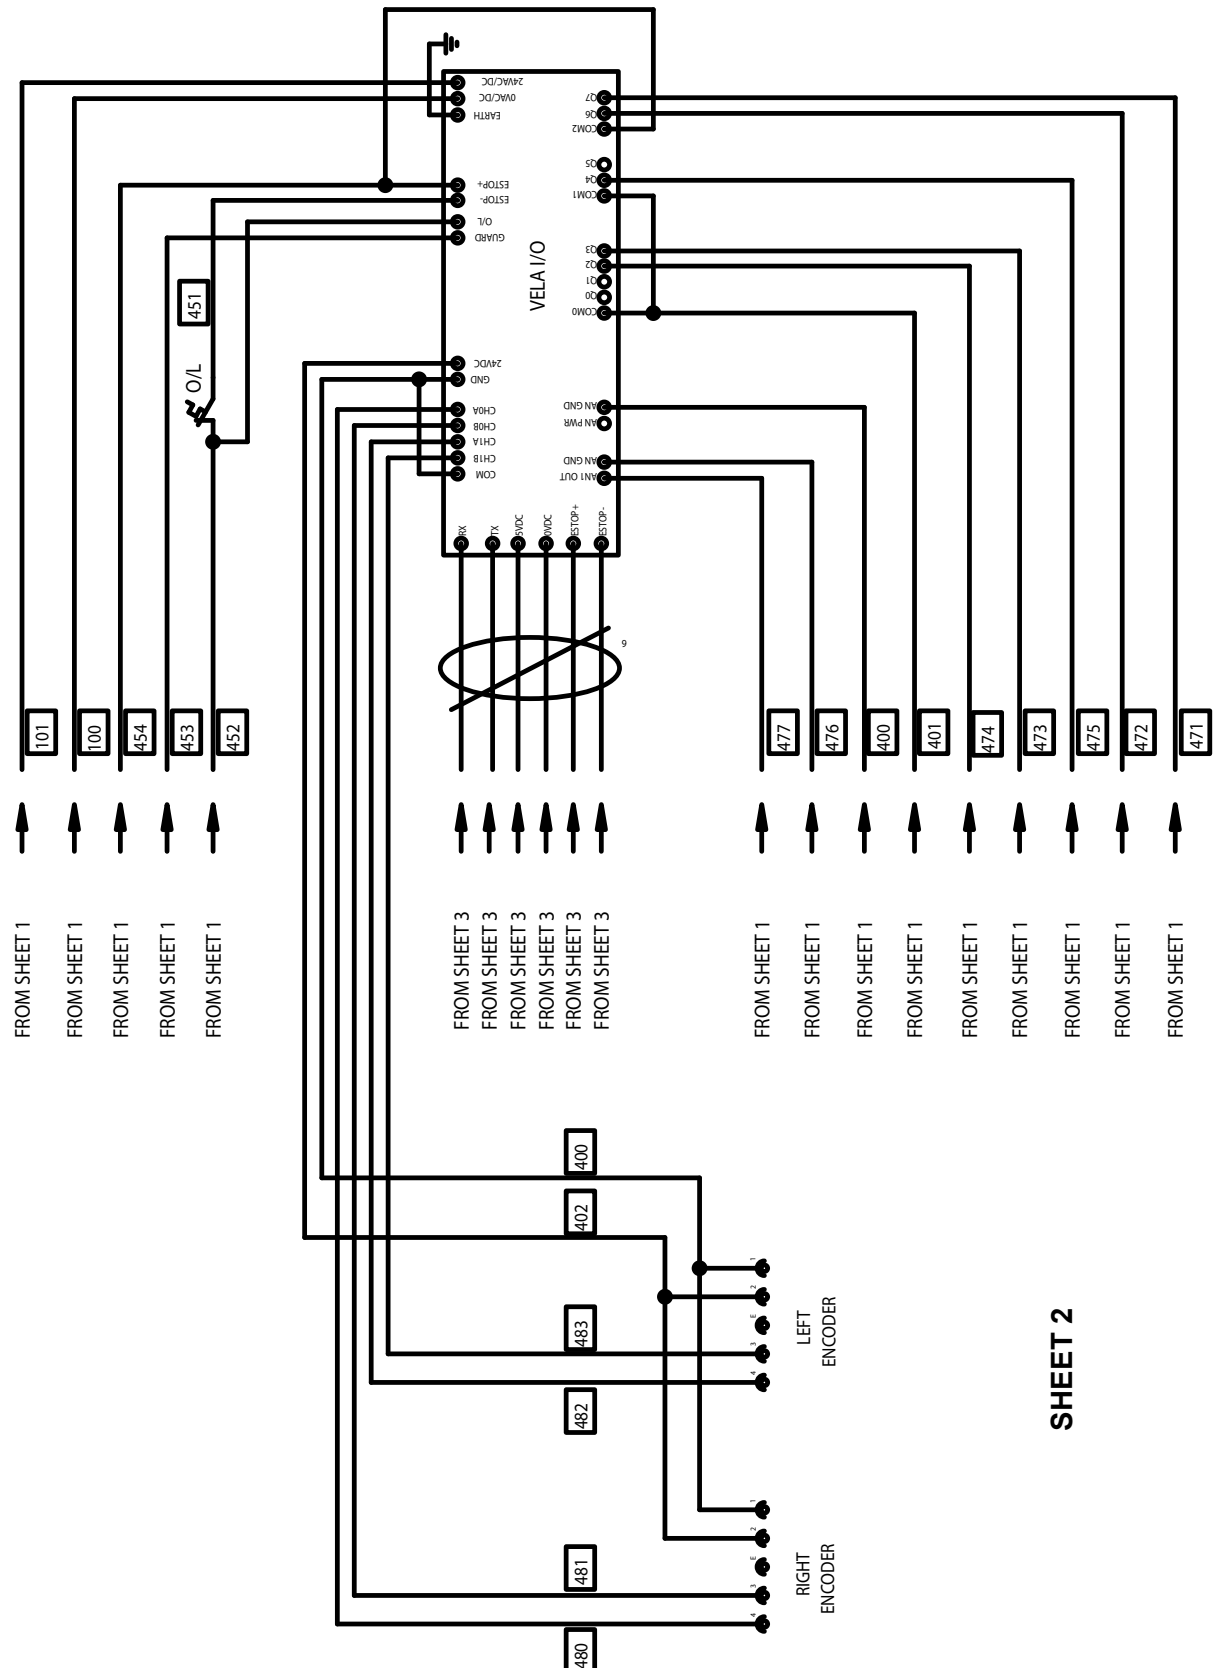 24VAC/DC
0VAC/DC
EARTH
ESTOP+
ESTOP-
O/L
GUARD
24VDC
GND
CH0A
CH0B
CH1A
CH1B
COM
Q7
Q6
COM2
Q5
Q4
COM1
Q3
Q2
Q1
Q0
COM0
AN GND
AN PWR
AN GND
AN1 OUT
VELA I/O
RX
TX
5VDC
0VDC
ESTOP+
ESTOP-
6
451
O/L
101
100
454
453
452
477
476
400
401
474
473
475
472
471
FROM SHEET 1
FROM SHEET 1
FROM SHEET 1
FROM SHEET 1
FROM SHEET 1
FROM SHEET 3
FROM SHEET 3
FROM SHEET 3
FROM SHEET 3
FROM SHEET 3
FROM SHEET 3
FROM SHEET 1
FROM SHEET 1
FROM SHEET 1
FROM SHEET 1
FROM SHEET 1
FROM SHEET 1
FROM SHEET 1
FROM SHEET 1
FROM SHEET 1
400
402
483
482
1
2
E
3
4
LEFT
ENCODER
481
480
1
2
E
3
4
RIGHT
ENCODER
SHEET 2